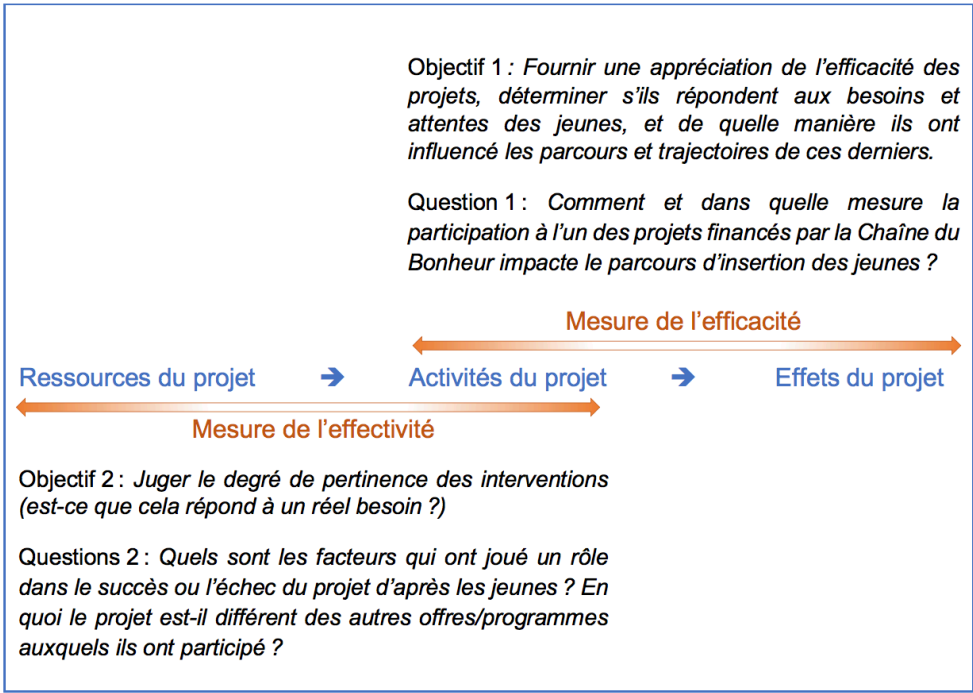 Objectif 1 : Fournir une appréciation de l’efficacité des
projets, déterminer s’ils répondent aux besoins et
attentes des jeunes, et de quelle manière ils ont
influencé les parcours et trajectoires de ces derniers.
Question 1 : Comment et dans quelle mesure la
participation à l’un des projets financés par la Chaîne du
Bonheur impacte le parcours d’insertion des jeunes ?
Mesure de l’efficacité
Ressources du projet ➔ Activités du projet ➔ Effets du projet
Mesure de l’effectivité
Objectif 2 : Juger le degré de pertinence des interventions
(est-ce que cela répond à un réel besoin ?)
Questions 2 : Quels sont les facteurs qui ont joué un rôle
dans le succès ou l’échec du projet d’après les jeunes ? En
quoi le projet est-il différent des autres offres/programmes
auxquels ils ont participé ?